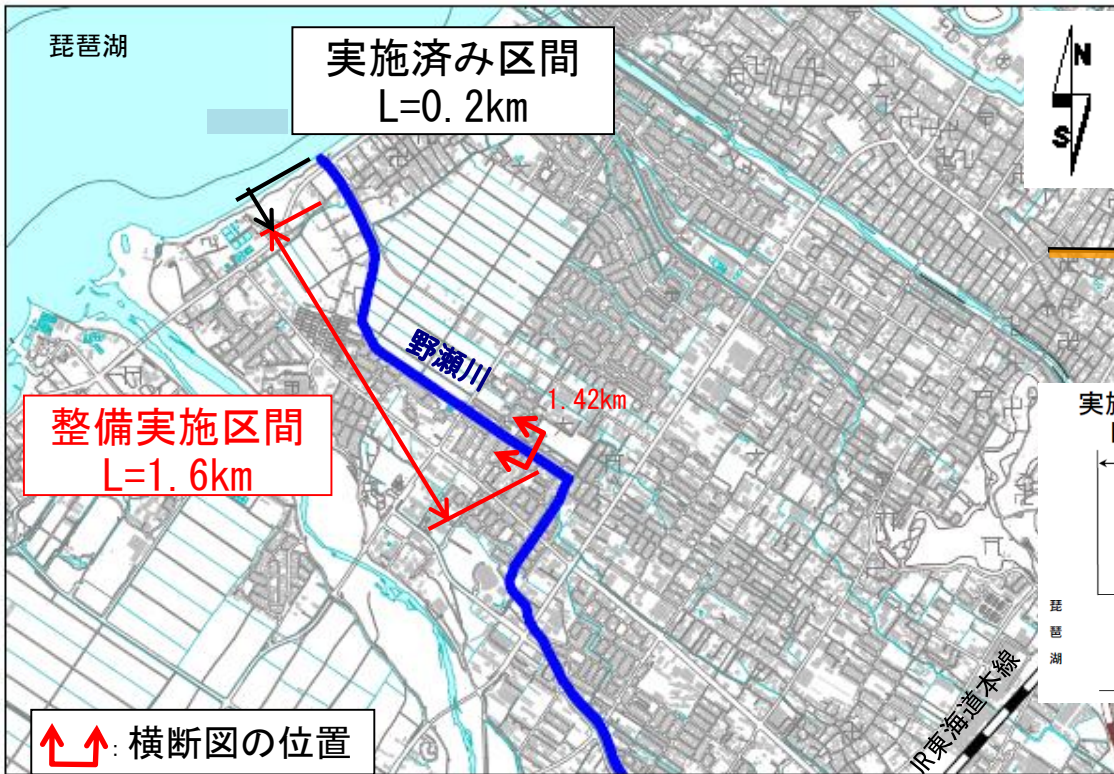 琵琶湖
実施済み区間
L=0.2km
N
S
野瀬川
1.42km
整備実施区間
L=1.6km
実施
琵
琶
湖
JR東海道本線
: 横断図の位置